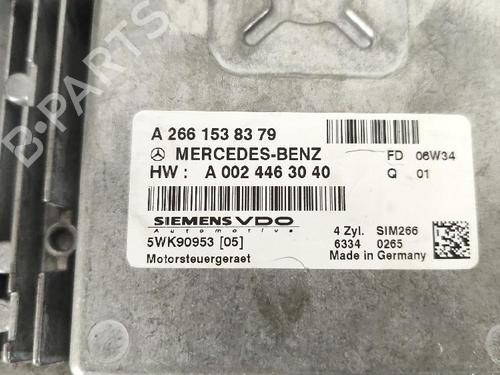 B-PARTS
A 266 153 83 79
MERCEDES-BENZ FD 06W34
HW : A 002 446 30 40 Q 01
SIEMENS VDO
Automotive
4 Zyl. SIM266
5WK90953 [05] 6334 0265
Motorsteuergeraet Made in Germany